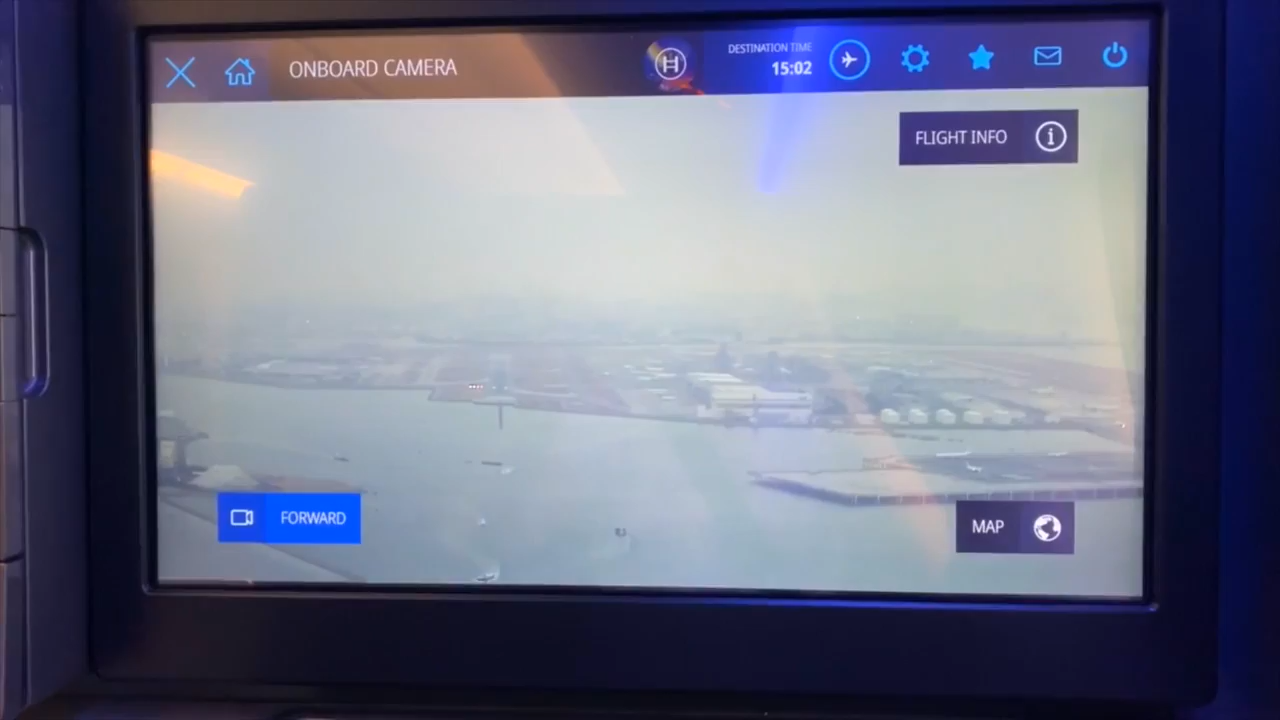 ONBOARD CAMERA
DESTINATION TIME
15:02
FLIGHT INFO
FORWARD
MAP